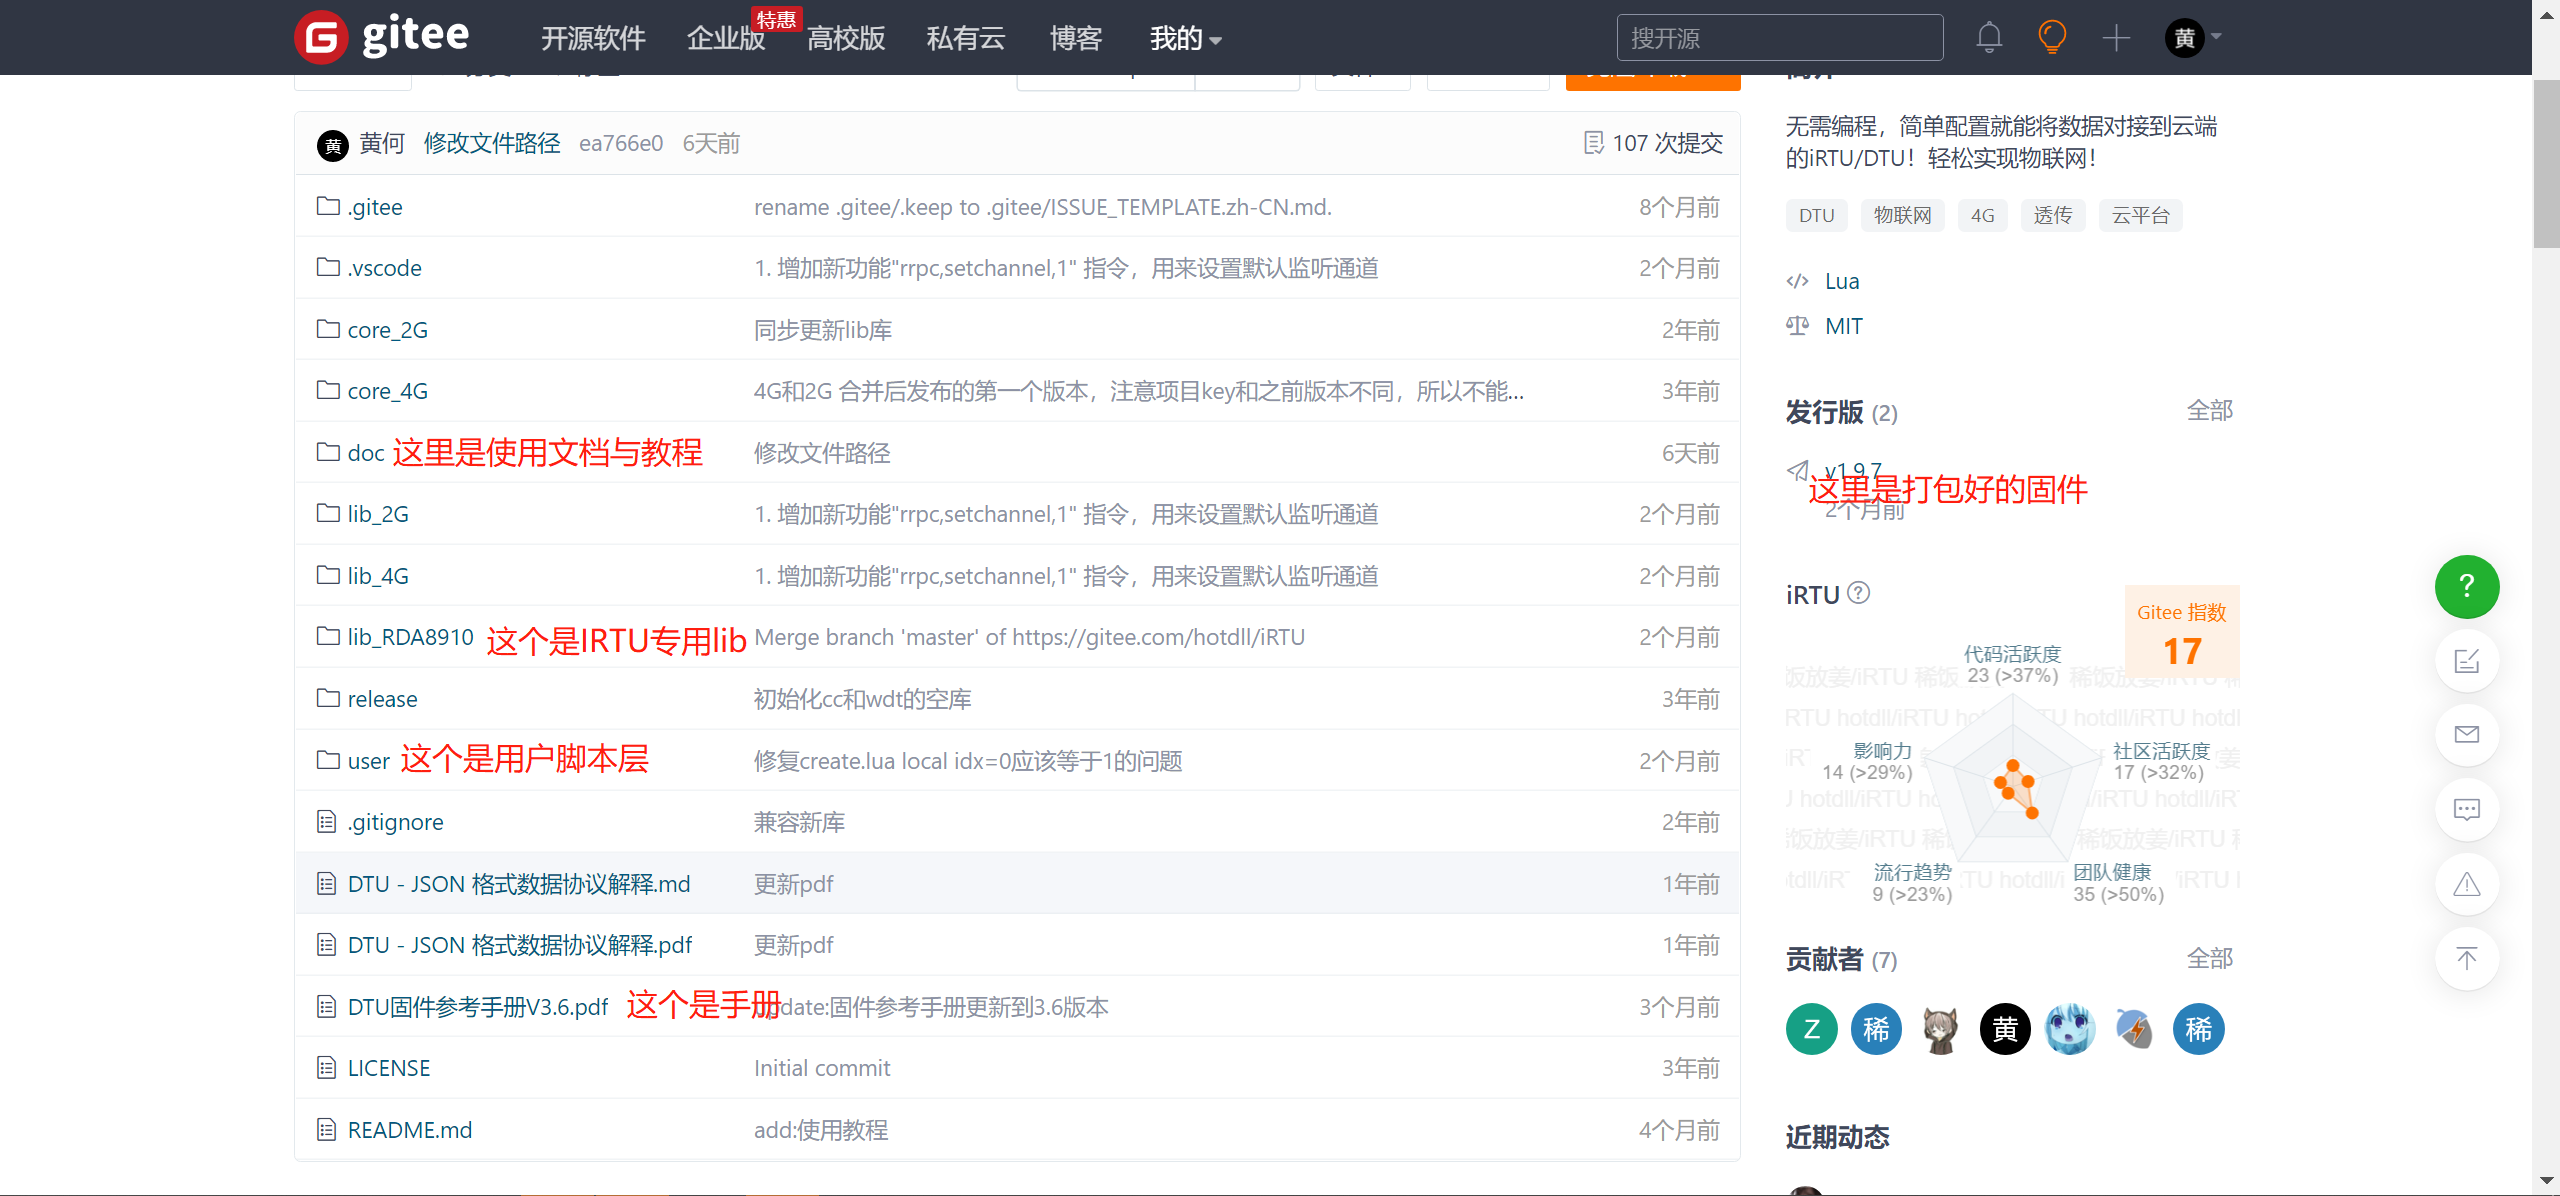 gitee
开源软件
企业版
特惠
高校版
私有云
博客
我的
搜开源
黄
黄 黄何 修改文件路径 ea766e0 6天前
107 次提交
.gitee rename .gitee/.keep to .gitee/ISSUE_TEMPLATE.zh-CN.md. 8个月前
.vscode 1. 增加新功能"rrpc,setchannel,1" 指令，用来设置默认监听通道 2个月前
core_2G 同步更新lib库 2年前
core_4G 4G和2G 合并后发布的第一个版本，注意项目key和之前版本不同，所以不能... 3年前
doc 这里是使用文档与教程 修改文件路径 6天前
lib_2G 1. 增加新功能"rrpc,setchannel,1" 指令，用来设置默认监听通道 2个月前
lib_4G 1. 增加新功能"rrpc,setchannel,1" 指令，用来设置默认监听通道 2个月前
lib_RDA8910 这个是IRTU专用lib Merge branch 'master' of https://gitee.com/hotdll/iRTU 2个月前
release 初始化cc和wdt的空库 3年前
user 这个是用户脚本层 修复create.lua local idx=0应该等于1的问题 2个月前
.gitignore 兼容新库 2年前
DTU - JSON 格式数据协议解释.md 更新pdf 1年前
DTU - JSON 格式数据协议解释.pdf 更新pdf 1年前
DTU固件参考手册V3.6.pdf 这个是手册 update:固件参考手册更新到3.6版本 3个月前
LICENSE Initial commit 3年前
README.md add:使用教程 4个月前
无需编程，简单配置就能将数据对接到云端
的iRTU/DTU！轻松实现物联网！
DTU 物联网 4G 透传 云平台
Lua
MIT
发行版 (2) 全部
v1.9.7
这里是打包好的固件
2个月前
iRTU
Gitee 指数
17
代码活跃度
23 (>37%)
影响力
14 (>29%)
社区活跃度
17 (>32%)
流行趋势
9 (>23%)
团队健康
35 (>50%)
贡献者 (7) 全部
Z 稀 黄 稀
近期动态